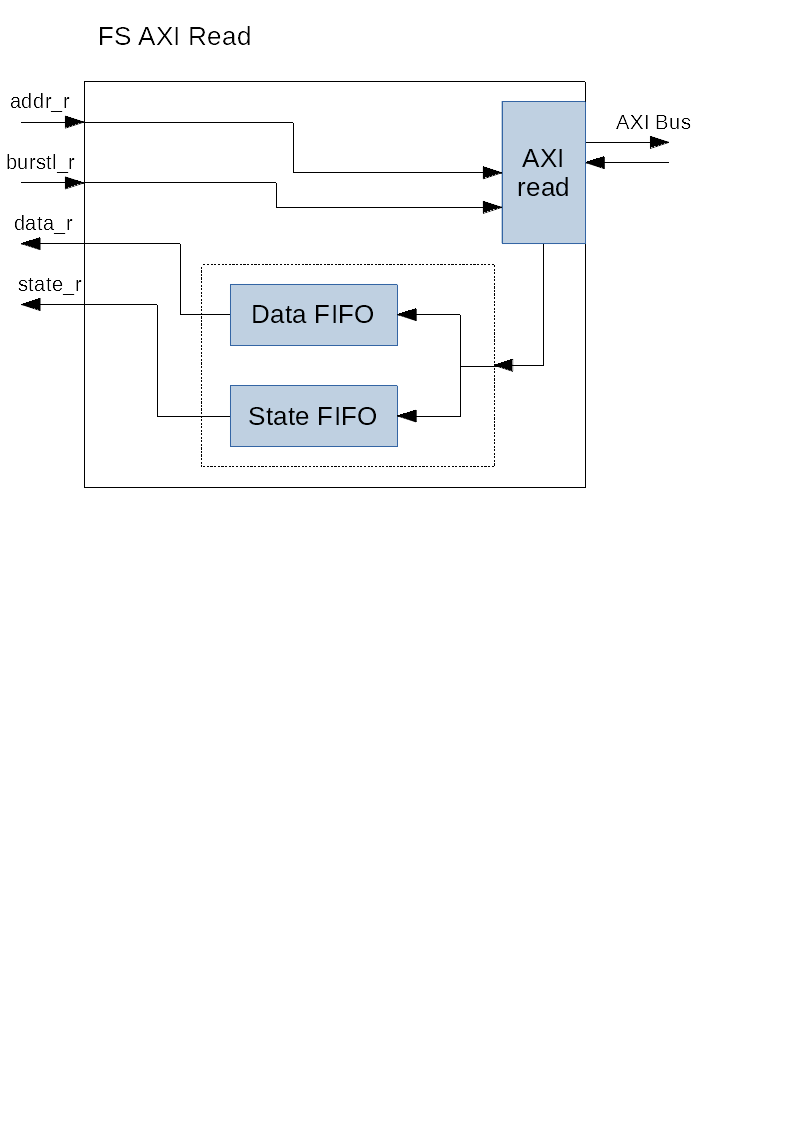 FS AXI Read
addr_r
AXI Bus
burstl_r
AXI
read
data_r
state_r
Data FIFO
State FIFO